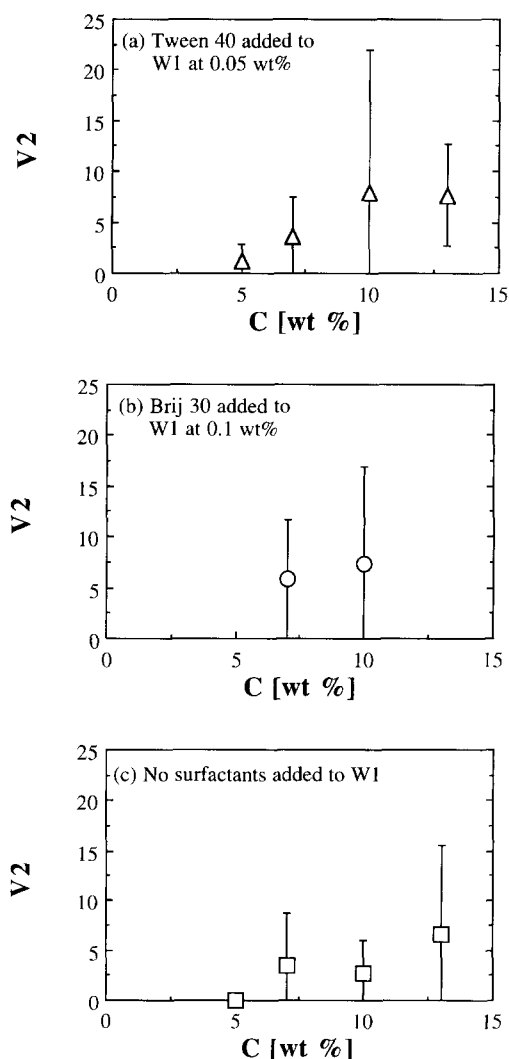 (a) Tween 40 added to
W1 at 0.05 wt%
25
20
15
10
5
0
V2
0 5 10 15
C [wt %]
(b) Brij 30 added to
W1 at 0.1 wt%
25
20
15
10
5
0
V2
0 5 10 15
C [wt %]
(c) No surfactants added to W1
25
20
15
10
5
0
V2
0 5 10 15
C [wt %]